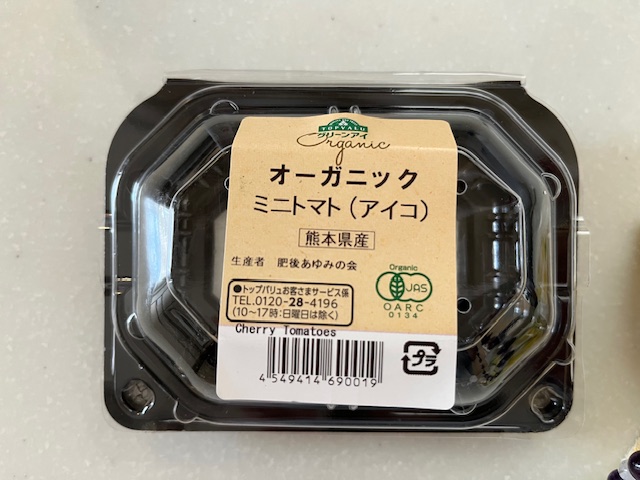 TOPVALU
グリーンアイ
Organic
オーガニック
ミニトマト(アイコ)
熊本県産
生産者 肥後あゆみの会
●トップバリュお客さまサービス係
TEL.0120-28-4196
(10~17時:日曜日は除く)
Organic
JAS
OARC
0134
Cherry Tomatoes
4 549414 690019
プラ